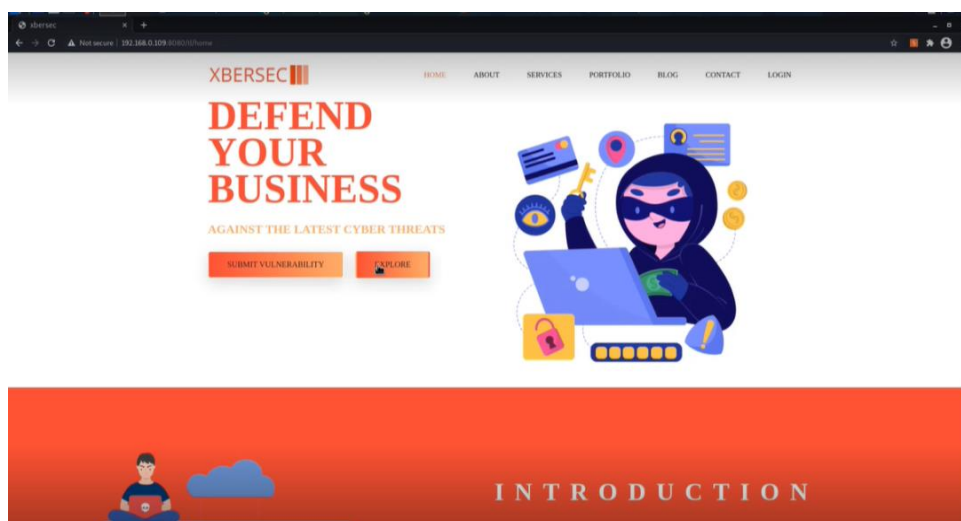 xbersec
Not secure | 192.168.0.109:8080/tf/home
XBERSEC
HOME ABOUT SERVICES PORTFOLIO BLOG CONTACT LOGIN
DEFEND
YOUR
BUSINESS
AGAINST THE LATEST CYBER THREATS
SUBMIT VULNERABILITY EXPLORE
INTRODUCTION